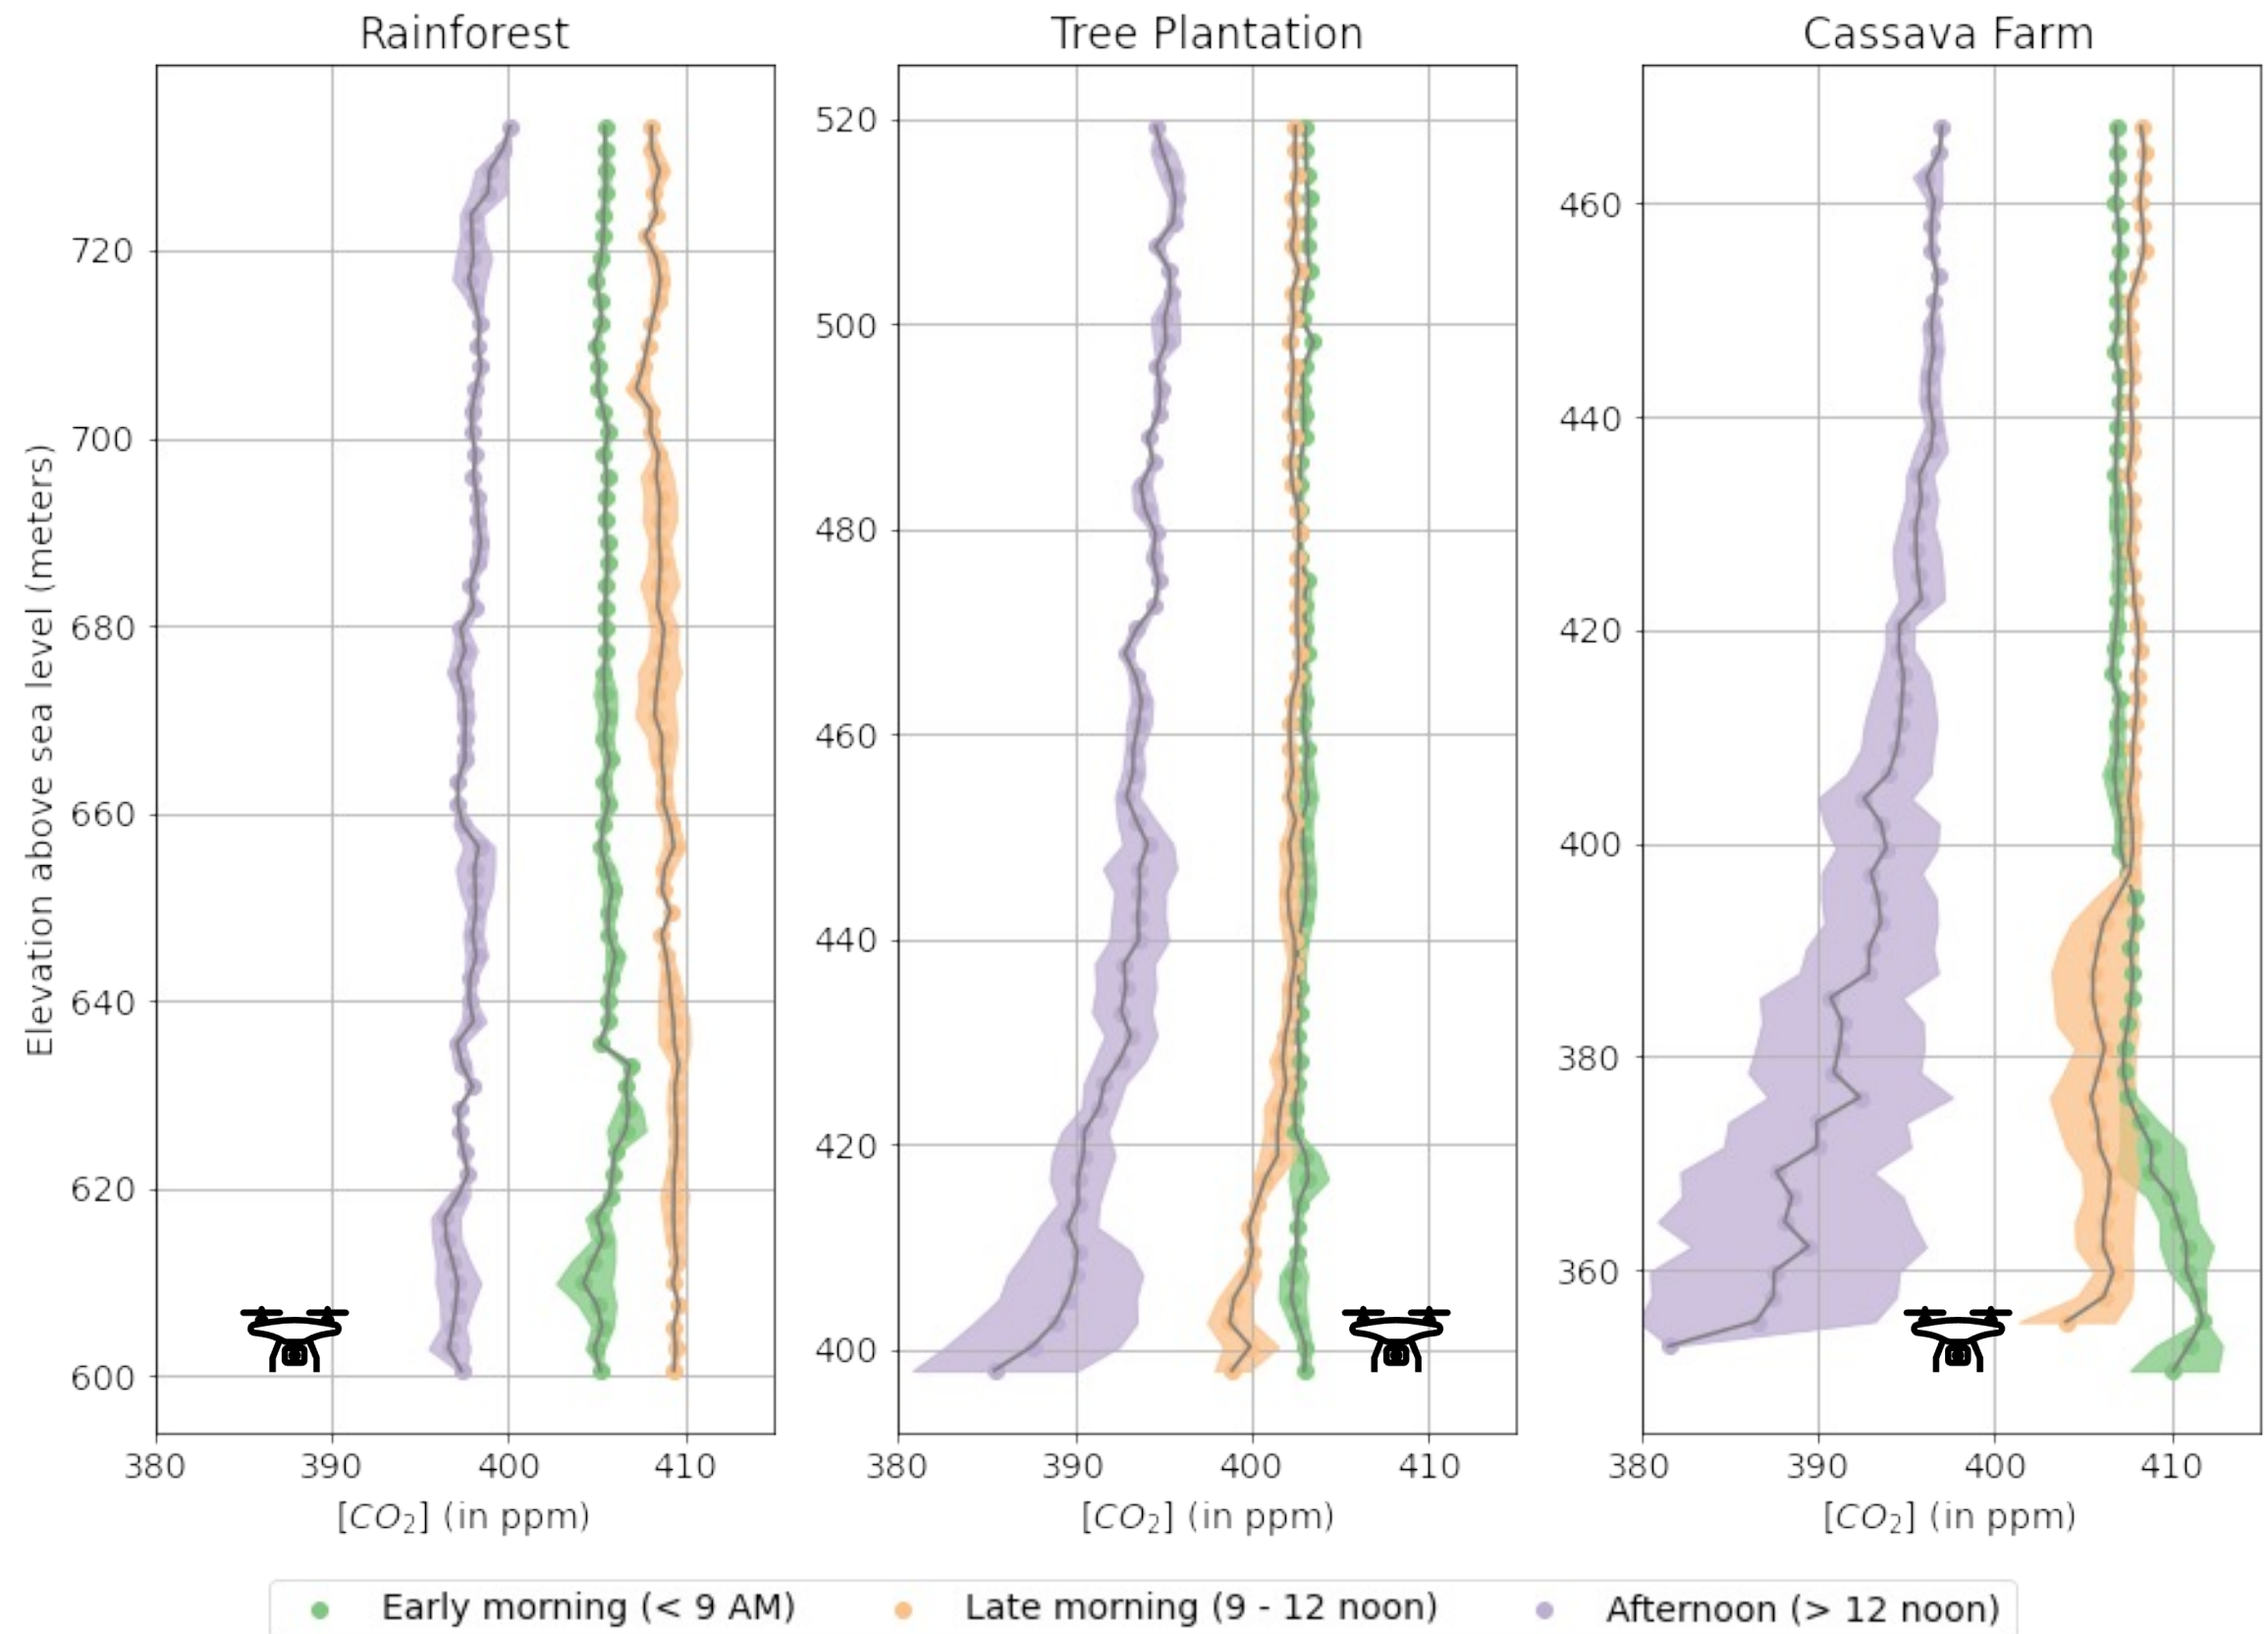 Rainforest
Tree Plantation
Cassava Farm
Elevation above sea level (meters)
720
700
680
660
640
620
600
520
500
480
460
440
420
400
460
440
420
400
380
360
380 390 400 410
380 390 400 410
380 390 400 410
[CO₂] (in ppm)
[CO₂] (in ppm)
[CO₂] (in ppm)
Early morning (< 9 AM)
Late morning (9 - 12 noon)
Afternoon (> 12 noon)